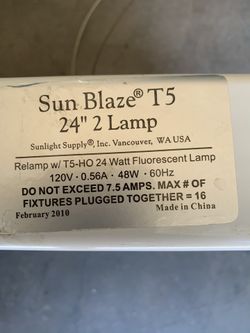 Sun Blaze® T5
24" 2 Lamp
Sunlight Supply®, Inc. Vancouver, WA USA
Relamp w/ T5-HO 24 Watt Fluorescent Lamp
120V · 0.56A · 48W · 60Hz
DO NOT EXCEED 7.5 AMPS. MAX # OF
FIXTURES PLUGGED TOGETHER = 16
February 2010 Made in China